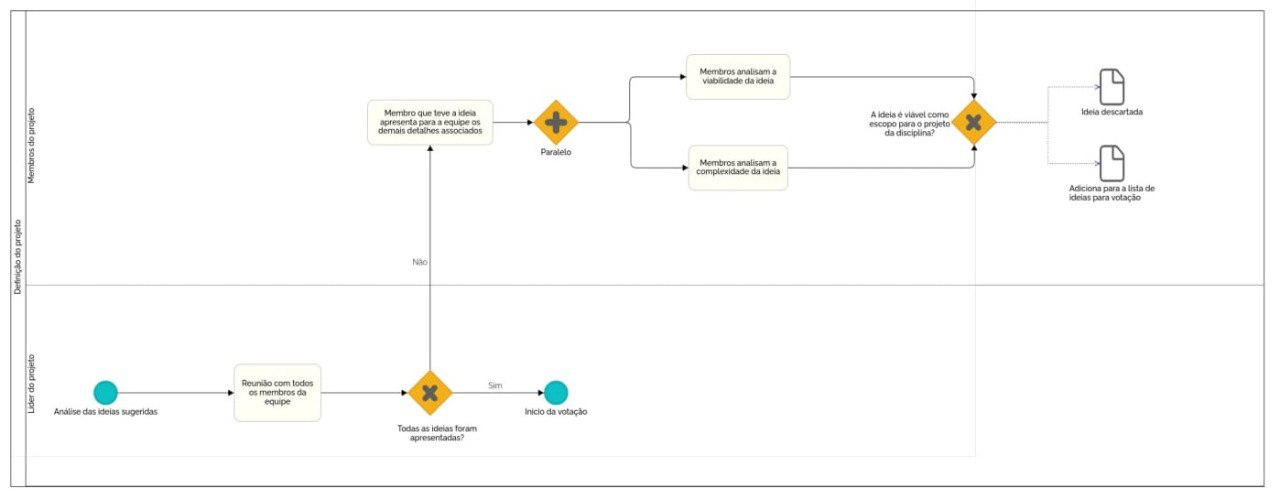 Definição do projeto
Membros do projeto
Membro que teve a ideia
apresenta para a equipe os
demais detalhes associados
Paralelo
Membros analisam a
viabilidade da ideia
Membros analisam a
complexidade da ideia
A ideia é viável como
escopo para o projeto
da disciplina?
Ideia descartada
Adiciona para a lista de
ideias para votação
Não
Líder do projeto
Análise das ideias sugeridas
Reunião com todos
os membros da
equipe
Todas as ideias foram
apresentadas?
Sim
Início da votação